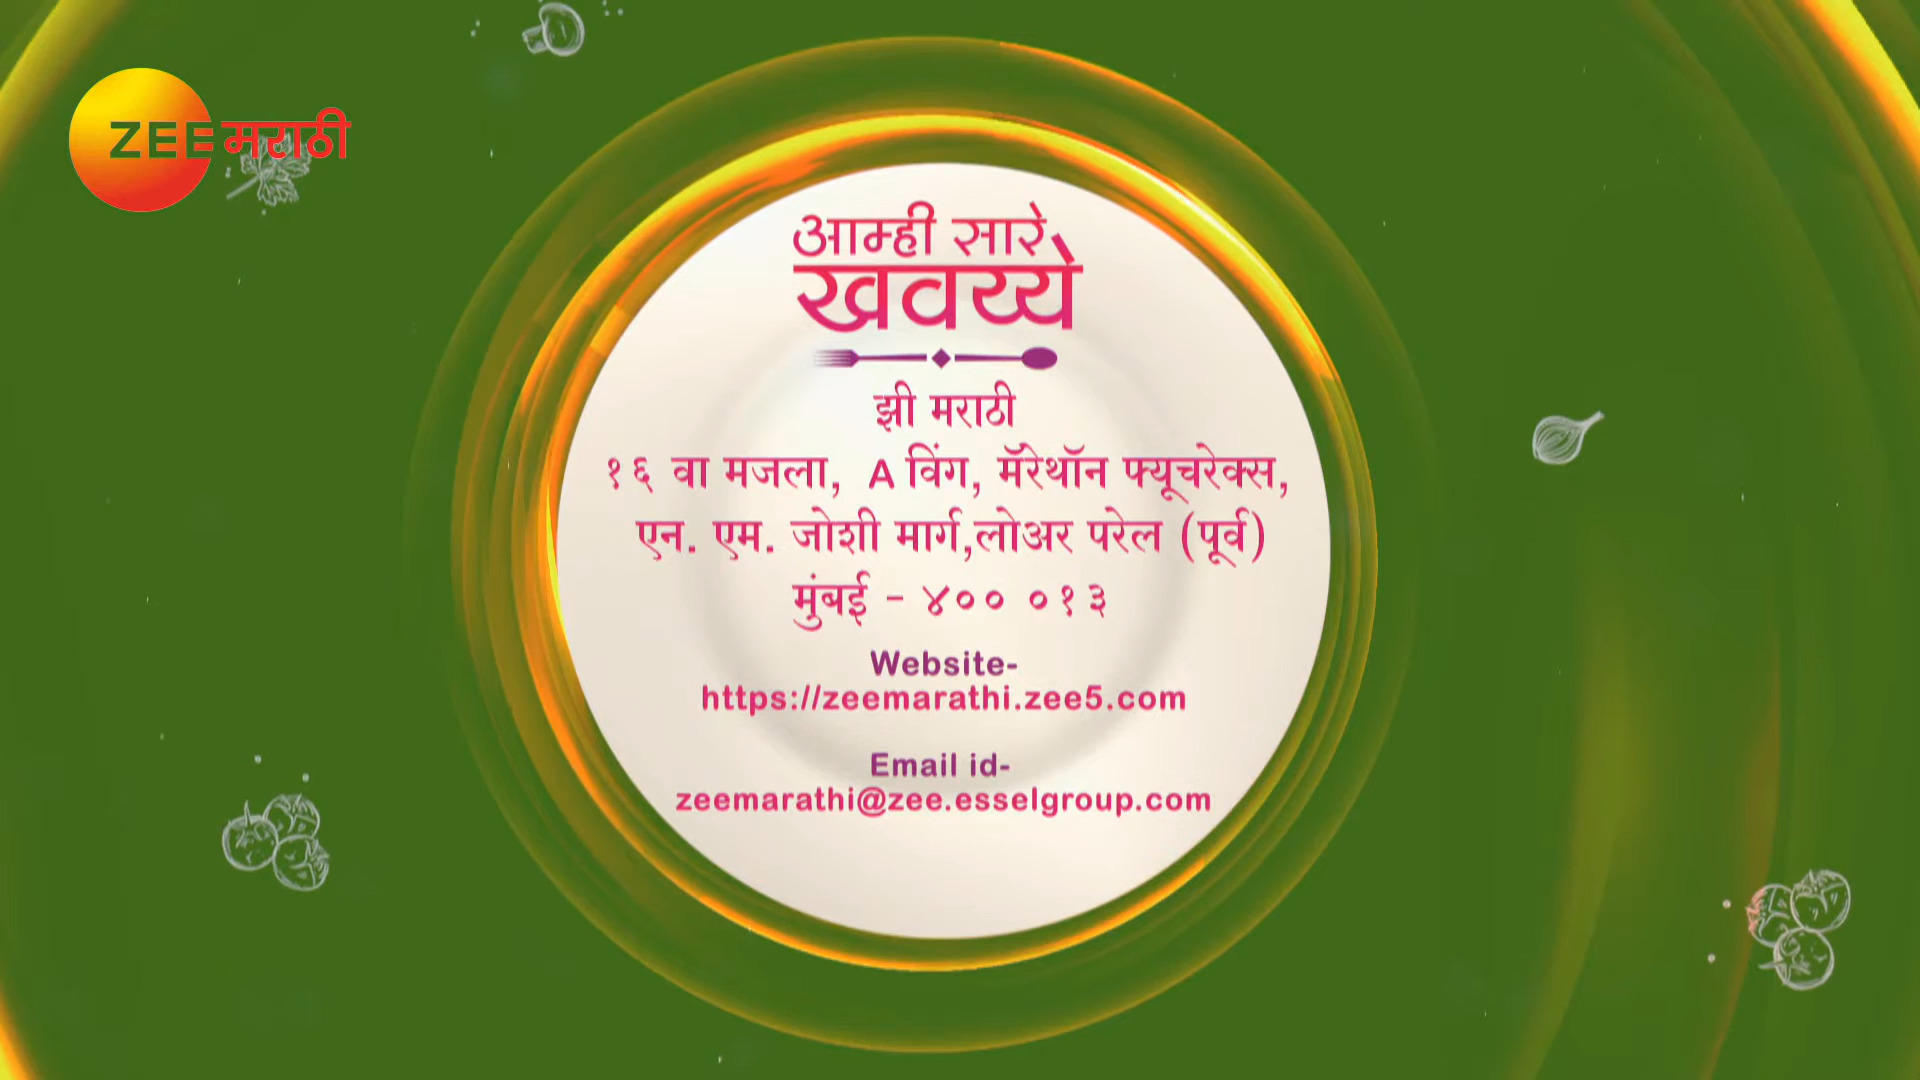 ZEE मराठी
आम्ही सारे
खवय्ये
झी मराठी
१६ वा मजला, A विंग, मॅरेथॉन फ्यूचरेक्स,
एन. एम. जोशी मार्ग,लोअर परेल (पूर्व)
मुंबई - ४०० ०१३
Website-
https://zeemarathi.zee5.com
Email id-
zeemarathi@zee.esselgroup.com